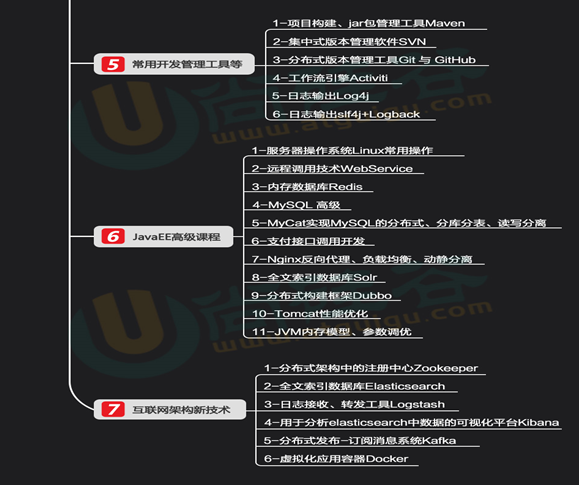 5 常用开发管理工具等
1-项目构建、jar包管理工具Maven
2-集中式版本管理软件SVN
3-分布式版本管理工具Git 与 GitHub
4-工作流引擎Activiti
5-日志输出Log4j
6-日志输出slf4j+Logback
6 JavaEE高级课程
1-服务器操作系统Linux常用操作
2-远程调用技术WebService
3-内存数据库Redis
4-MySQL 高级
5-MyCat实现MySQL的分布式、分库分表、读写分离
6-支付接口调用开发
7-Nginx反向代理、负载均衡、动静分离
8-全文索引数据库Solr
9-分布式构建框架Dubbo
10-Tomcat性能优化
11-JVM内存模型、参数调优
7 互联网架构新技术
1-分布式架构中的注册中心Zookeeper
2-全文索引数据库Elasticsearch
3-日志接收、转发工具Logstash
4-用于分析elasticsearch中数据的可视化平台Kibana
5-分布式发布-订阅消息系统Kafka
6-虚拟化应用容器Docker
尚硅谷
www.atguigu.com
尚硅谷
www.atguigu.com